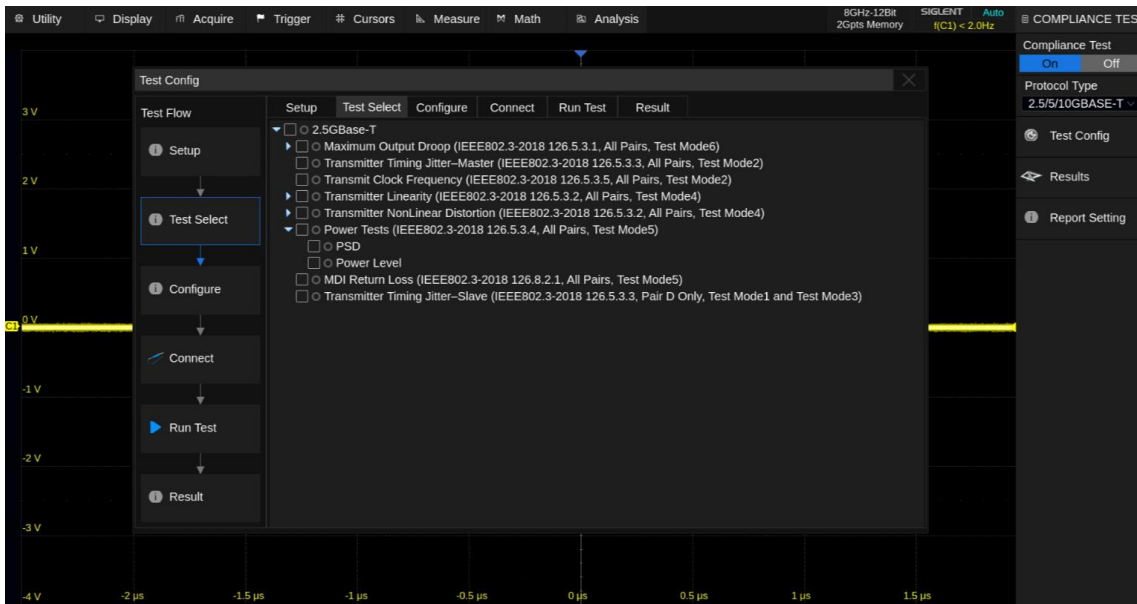 Utility Display Acquire Trigger Cursors Measure Math Analysis
8GHz-12Bit
2Gpts Memory
SIGLENT Auto
f(C1) < 2.0Hz
COMPLIANCE TES
Compliance Test
On Off
Protocol Type
2.5/5/10GBASE-T
Test Config
Results
Report Setting
Test Config
Test Flow
Setup
Test Select
Configure
Connect
Run Test
Result
Setup Test Select Configure Connect Run Test Result
2.5GBase-T
Maximum Output Droop (IEEE802.3-2018 126.5.3.1, All Pairs, Test Mode6)
Transmitter Timing Jitter–Master (IEEE802.3-2018 126.5.3.3, All Pairs, Test Mode2)
Transmit Clock Frequency (IEEE802.3-2018 126.5.3.5, All Pairs, Test Mode2)
Transmitter Linearity (IEEE802.3-2018 126.5.3.2, All Pairs, Test Mode4)
Transmitter NonLinear Distortion (IEEE802.3-2018 126.5.3.2, All Pairs, Test Mode4)
Power Tests (IEEE802.3-2018 126.5.3.4, All Pairs, Test Mode5)
PSD
Power Level
MDI Return Loss (IEEE802.3-2018 126.8.2.1, All Pairs, Test Mode5)
Transmitter Timing Jitter–Slave (IEEE802.3-2018 126.5.3.3, Pair D Only, Test Mode1 and Test Mode3)
3 V
2 V
1 V
C1 0 V
-1 V
-2 V
-3 V
-4 V
-2 μs -1.5 μs -1 μs -0.5 μs 0 μs 0.5 μs 1 μs 1.5 μs